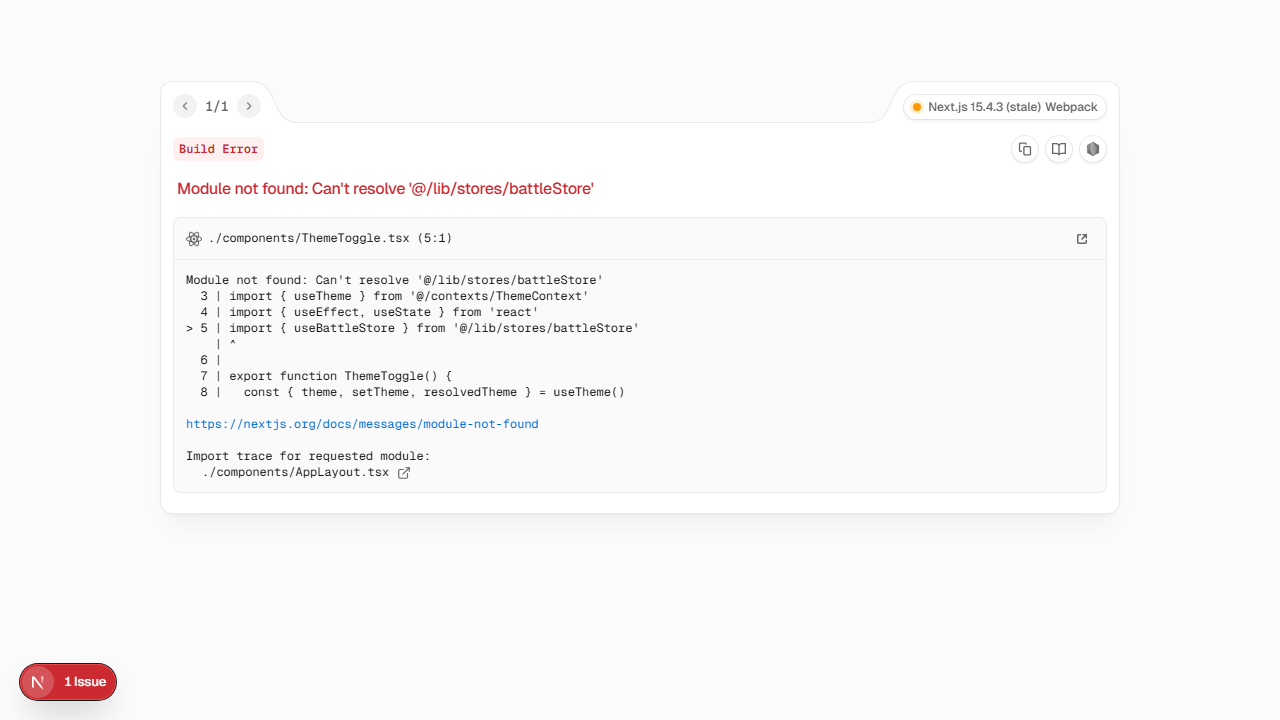 1/1
Next.js 15.4.3 (stale) Webpack
Build Error
Module not found: Can't resolve '@/lib/stores/battleStore'
./components/ThemeToggle.tsx (5:1)
Module not found: Can't resolve '@/lib/stores/battleStore'
  3 | import { useTheme } from '@/contexts/ThemeContext'
  4 | import { useEffect, useState } from 'react'
> 5 | import { useBattleStore } from '@/lib/stores/battleStore'
    | ^
  6 |
  7 | export function ThemeToggle() {
  8 |   const { theme, setTheme, resolvedTheme } = useTheme()
https://nextjs.org/docs/messages/module-not-found
Import trace for requested module:
./components/AppLayout.tsx
N 1 Issue